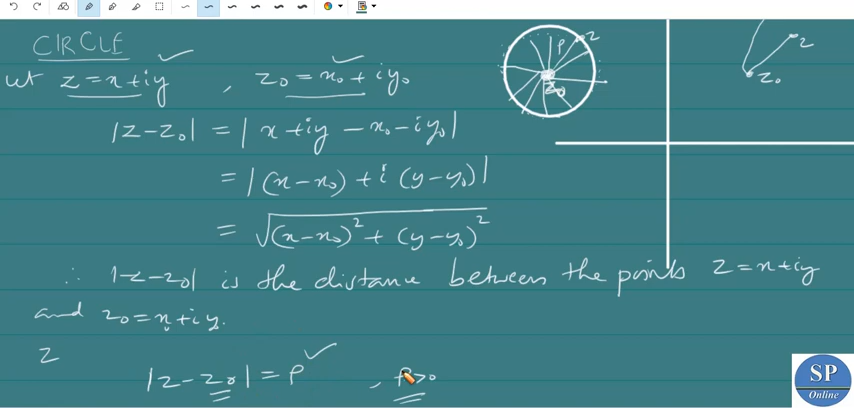 CIRCLE
Let z = x + iy , z₀ = x₀ + iy₀
|z - z₀| = | x + iy - x₀ - iy₀ |
= | (x - x₀) + i (y - y₀) |
= √(x - x₀)² + (y - y₀)²
∴ |z - z₀| is the distance between the points z = x + iy
and z₀ = x₀ + iy₀.
z
|z - z₀| = ρ , ρ > 0
ρ
z
z₀
z
z₀
SP
Online